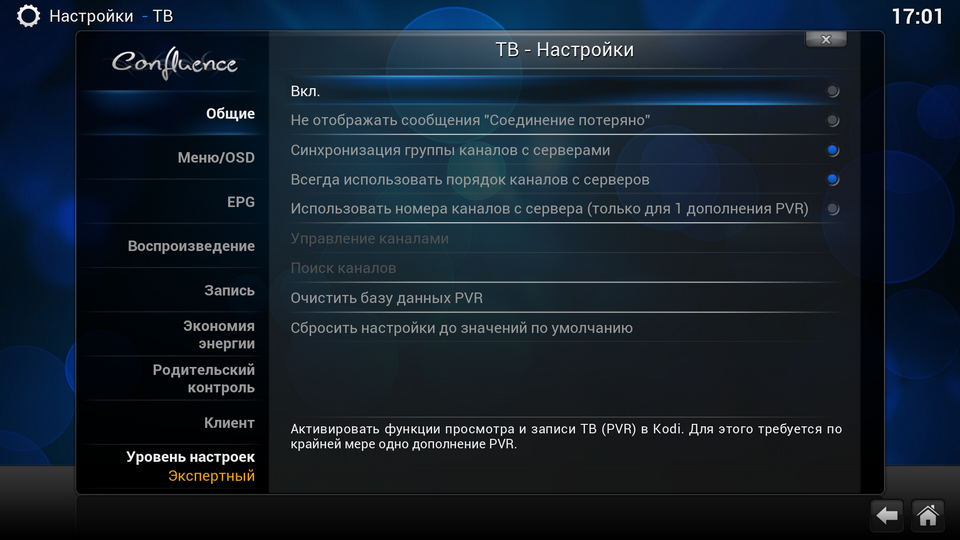 Настройки - ТВ
17:01
Confluence
ТВ - Настройки
x
Общие
Меню/OSD
EPG
Воспроизведение
Запись
Экономия
энергии
Родительский
контроль
Клиент
Уровень настроек
Экспертный
Вкл.
Не отображать сообщения "Соединение потеряно"
Синхронизация группы каналов с серверами
Всегда использовать порядок каналов с серверов
Использовать номера каналов с сервера (только для 1 дополнения PVR)
Управление каналами
Поиск каналов
Очистить базу данных PVR
Сбросить настройки до значений по умолчанию
Активировать функции просмотра и записи ТВ (PVR) в Kodi. Для этого требуется по
крайней мере одно дополнение PVR.